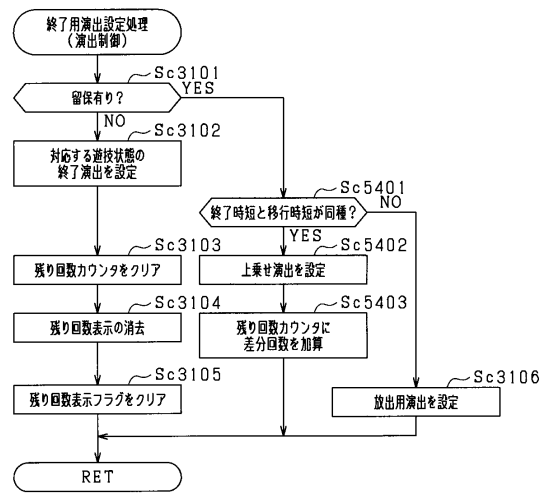 終了用演出設定処理
(演出制御)
Sc3101
留保有り?
YES
NO
Sc3102
対応する遊技状態の
終了演出を設定
Sc5401
終了時短と移行時短が同種?
NO
YES
Sc3103
残り回数カウンタをクリア
Sc5402
上乗せ演出を設定
Sc3104
残り回数表示の消去
Sc5403
残り回数カウンタに
差分回数を加算
Sc3105
残り回数表示フラグをクリア
Sc3106
放出用演出を設定
RET